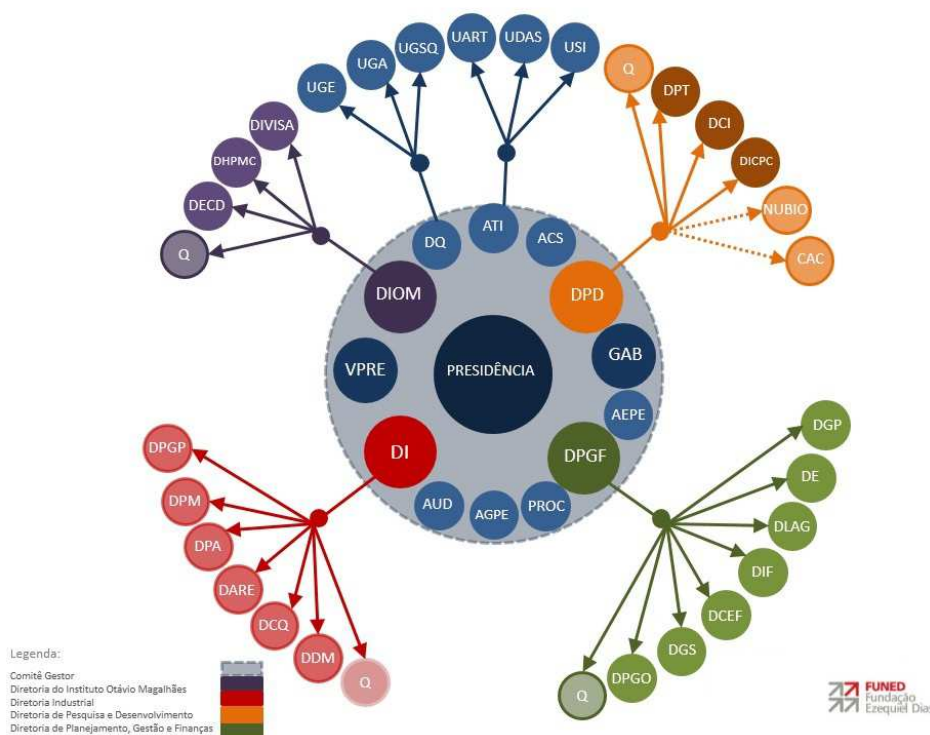 UART
UDAS
UGSQ
USI
UGA
UGE
Q
DPT
DCI
DICPC
NUBIO
CAC
DIVISA
DHPMC
DECD
Q
DQ
ATI
ACS
DIOM
DPD
VPRE
PRESIDÊNCIA
GAB
AEPE
DI
DPGF
AUD
AGPE
PROC
DPGP
DPM
DPA
DARE
DCQ
DDM
Q
DGP
DE
DLAG
DIF
DCEF
DGS
DPGO
Q
Legenda:
Comitê Gestor
Diretoria do Instituto Otávio Magalhães
Diretoria Industrial
Diretoria de Pesquisa e Desenvolvimento
Diretoria de Planejamento, Gestão e Finanças
FUNED
Fundação
Ezequiel Dias